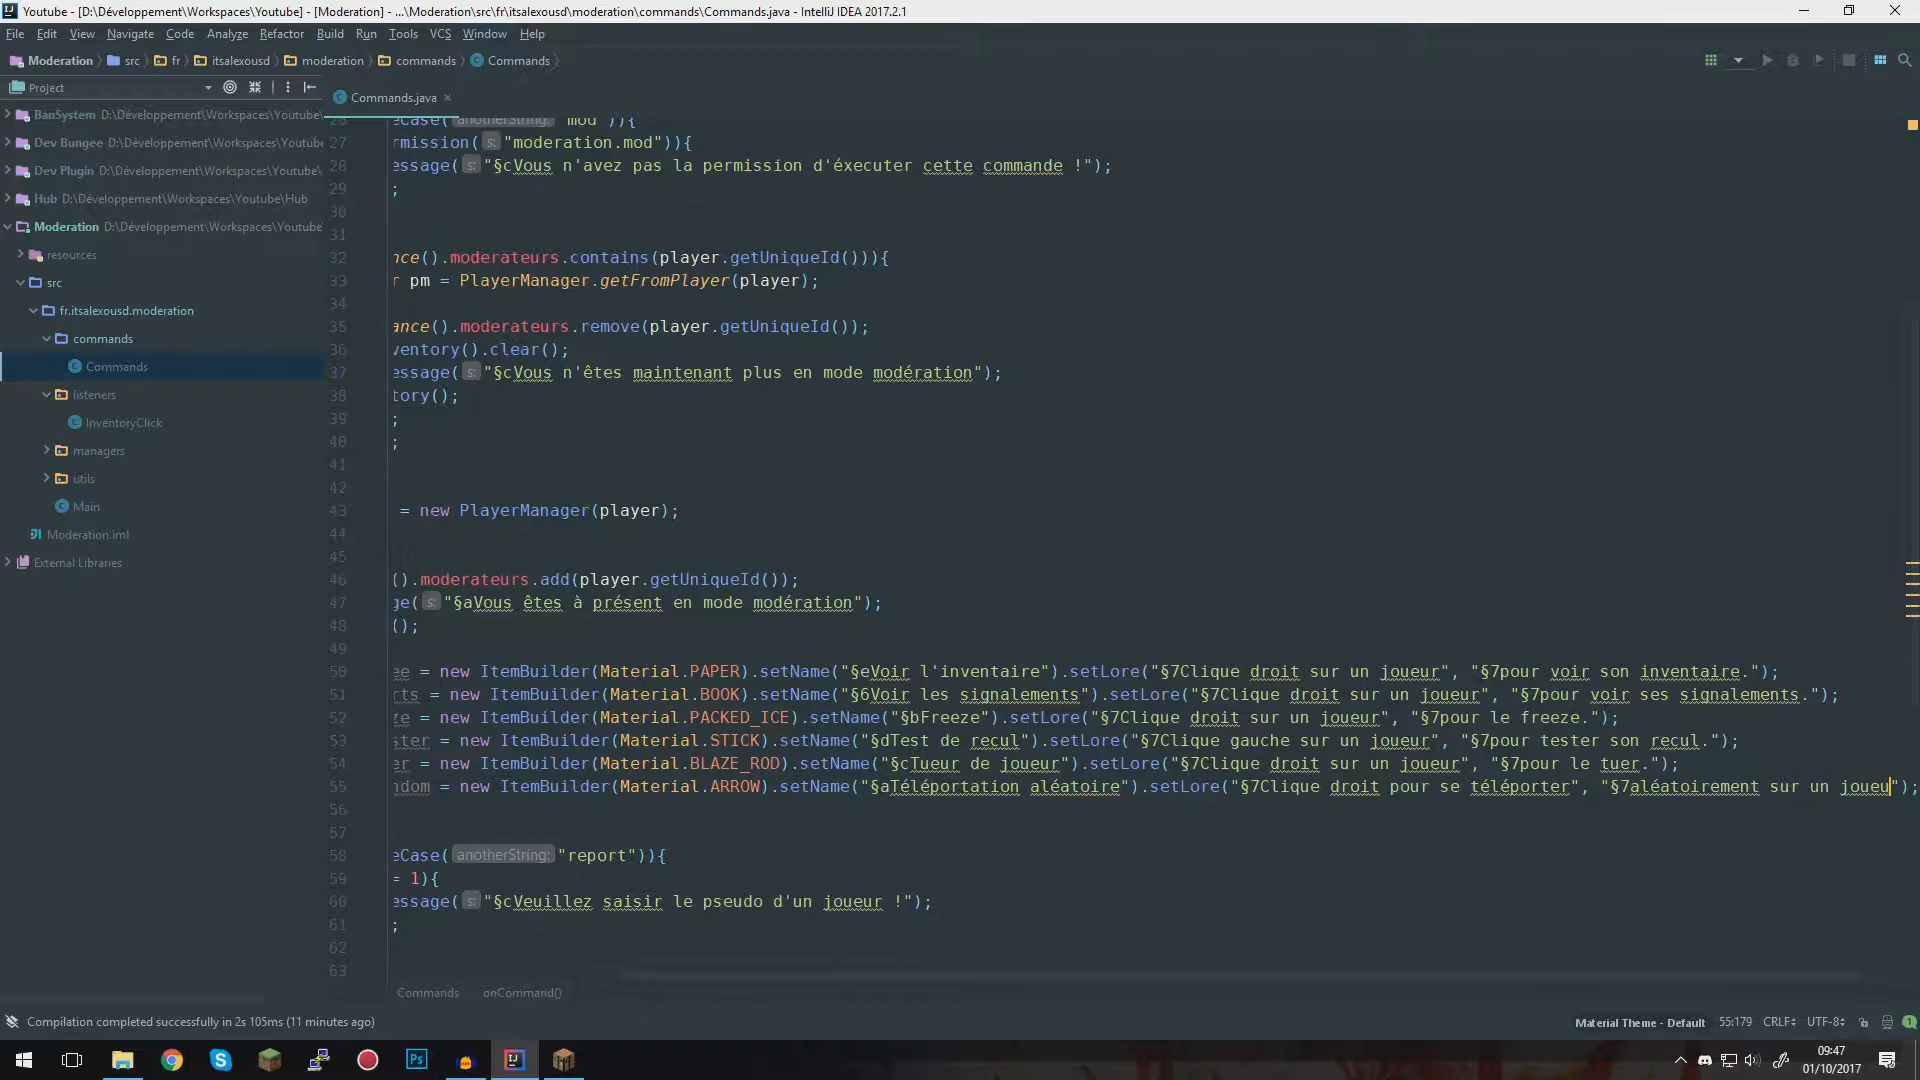 Youtube - [D:\Développement\Workspaces\Youtube] - [Moderation] - ...\Moderation\src\fr\itsalexousd\moderation\commands\Commands.java - IntelliJ IDEA 2017.2.1
File Edit View Navigate Code Analyze Refactor Build Run Tools VCS Window Help
Moderation src fr itsalexousd moderation commands Commands
Project
Commands.java
BanSystem D:\Développement\Workspaces\Youtube\
Dev Bungee D:\Développement\Workspaces\Youtube
Dev Plugin D:\Développement\Workspaces\Youtube\
Hub D:\Développement\Workspaces\Youtube\Hub
Moderation D:\Développement\Workspaces\Youtube
resources
src
fr.itsalexousd.moderation
commands
Commands
listeners
InventoryClick
managers
utils
Main
Moderation.iml
External Libraries
26 eCase( anotherString: "mod")){
27 rmission( s: "moderation.mod")){
28 essage( s: "§cVous n'avez pas la permission d'éxecuter cette commande !");
29 ;
30
31
32 nce().moderateurs.contains(player.getUniqueId())){
33 r pm = PlayerManager.getFromPlayer(player);
34
35 ance().moderateurs.remove(player.getUniqueId());
36 ventory().clear();
37 essage( s: "§cVous n'êtes maintenant plus en mode modération");
38 tory();
39 ;
40 ;
41
42
43 = new PlayerManager(player);
44
45
46 ().moderateurs.add(player.getUniqueId());
47 ge( s: "§aVous êtes à présent en mode modération");
48 ();
49
50 ee = new ItemBuilder(Material.PAPER).setName("§eVoir l'inventaire").setLore("§7Clique droit sur un joueur", "§7pour voir son inventaire.");
51 rts = new ItemBuilder(Material.BOOK).setName("§6Voir les signalements").setLore("§7Clique droit sur un joueur", "§7pour voir ses signalements.");
52 ze = new ItemBuilder(Material.PACKED_ICE).setName("§bFreeze").setLore("§7Clique droit sur un joueur", "§7pour le freeze.");
53 ster = new ItemBuilder(Material.STICK).setName("§dTest de recul").setLore("§7Clique gauche sur un joueur", "§7pour tester son recul.");
54 er = new ItemBuilder(Material.BLAZE_ROD).setName("§cTueur de joueur").setLore("§7Clique droit sur un joueur", "§7pour le tuer.");
55 ndom = new ItemBuilder(Material.ARROW).setName("§aTéléportation aléatoire").setLore("§7Clique droit pour se téléporter", "§7aléatoirement sur un joueu");
56
57
58 eCase( anotherString: "report")){
59 = 1){
60 essage( s: "§cVeuillez saisir le pseudo d'un joueur !");
61 ;
62
63
Commands onCommand()
Compilation completed successfully in 2s 105ms (11 minutes ago)
Material Theme - Default 55:179 CRLF UTF-8 1
09:47
01/10/2017